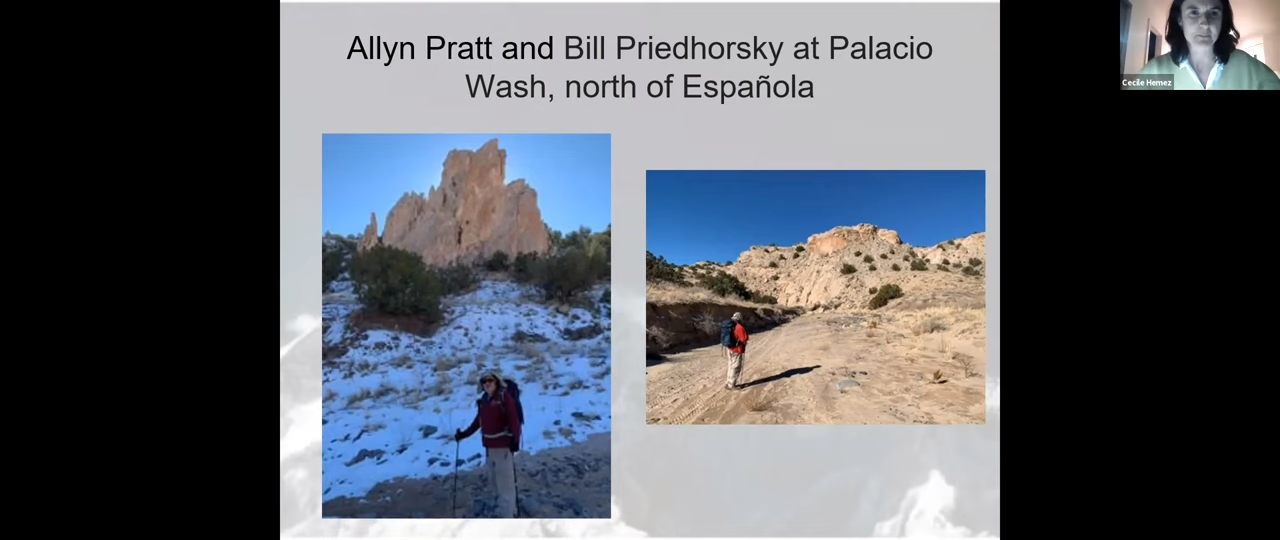 Allyn Pratt and Bill Priedhorsky at Palacio
Wash, north of Española
Cecile Hemez